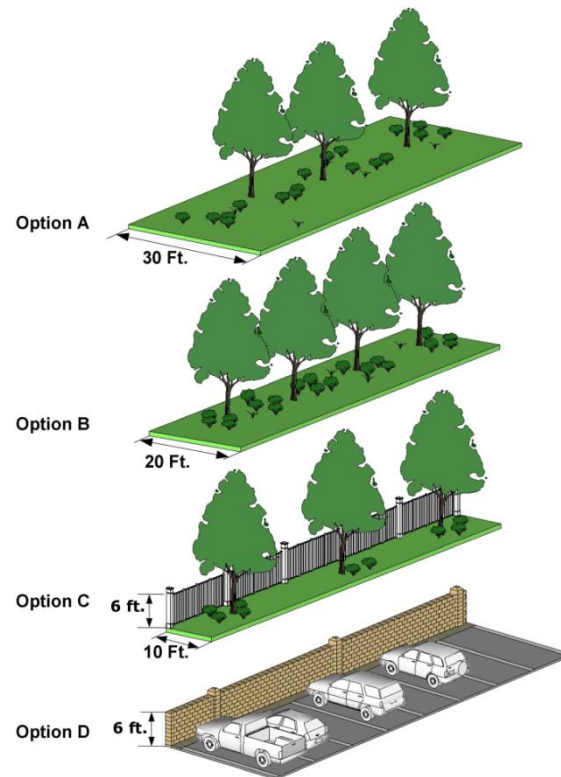 Option A
30 Ft.
Option B
20 Ft.
Option C
6 ft.
10 Ft.
Option D
6 ft.